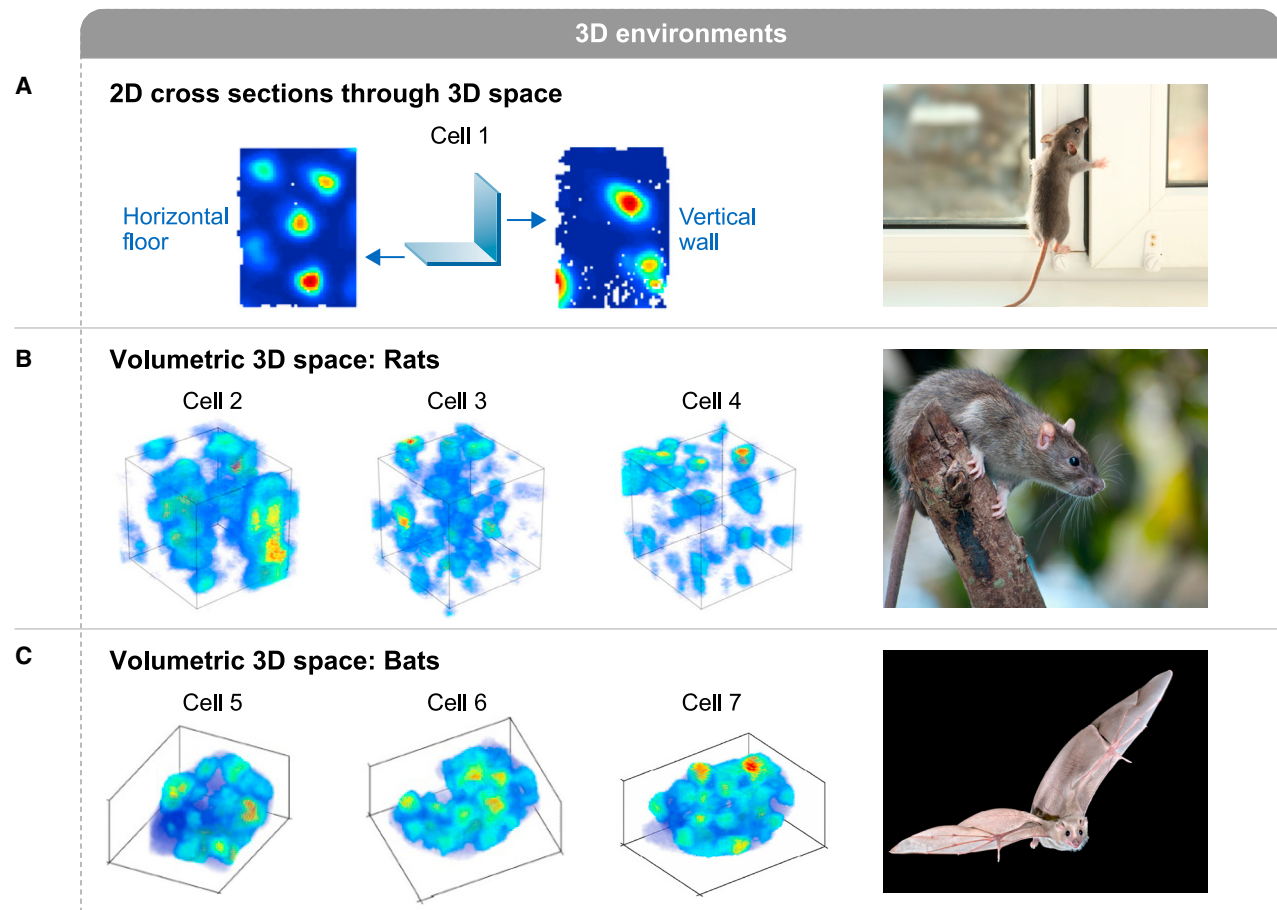 3D environments
A
2D cross sections through 3D space
Cell 1
Horizontal
floor
Vertical
wall
B
Volumetric 3D space: Rats
Cell 2
Cell 3
Cell 4
C
Volumetric 3D space: Bats
Cell 5
Cell 6
Cell 7